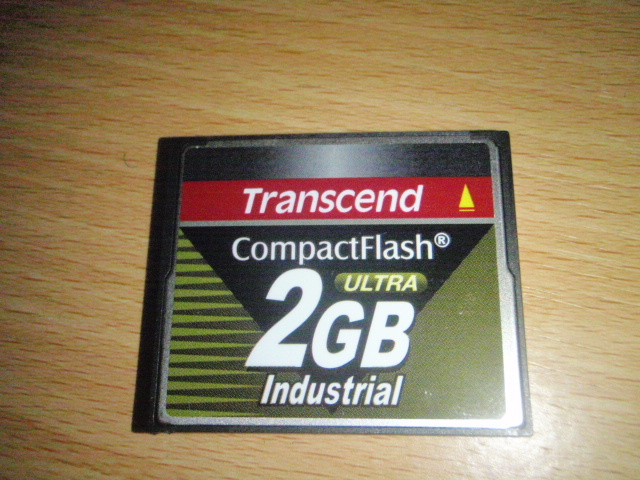 Transcend
CompactFlash®
ULTRA
2GB
Industrial